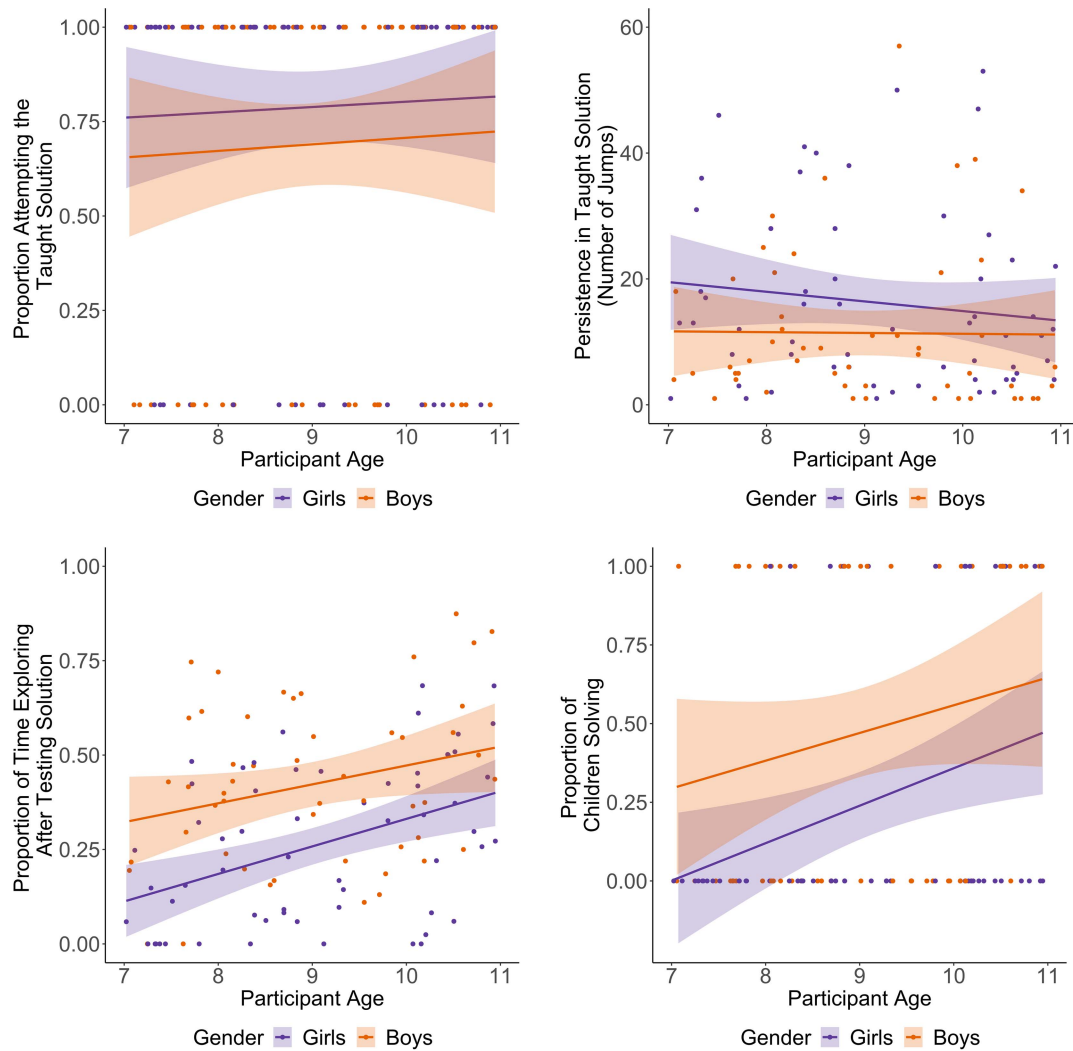 Proportion Attempting the
Taught Solution
1.00
0.75
0.50
0.25
0.00
7 8 9 10 11
Participant Age
Gender Girls Boys
Persistence in Taught Solution
(Number of Jumps)
60
40
20
0
7 8 9 10 11
Participant Age
Gender Girls Boys
Proportion of Time Exploring
After Testing Solution
1.00
0.75
0.50
0.25
0.00
7 8 9 10 11
Participant Age
Gender Girls Boys
Proportion of
Children Solving
1.00
0.75
0.50
0.25
0.00
7 8 9 10 11
Participant Age
Gender Girls Boys